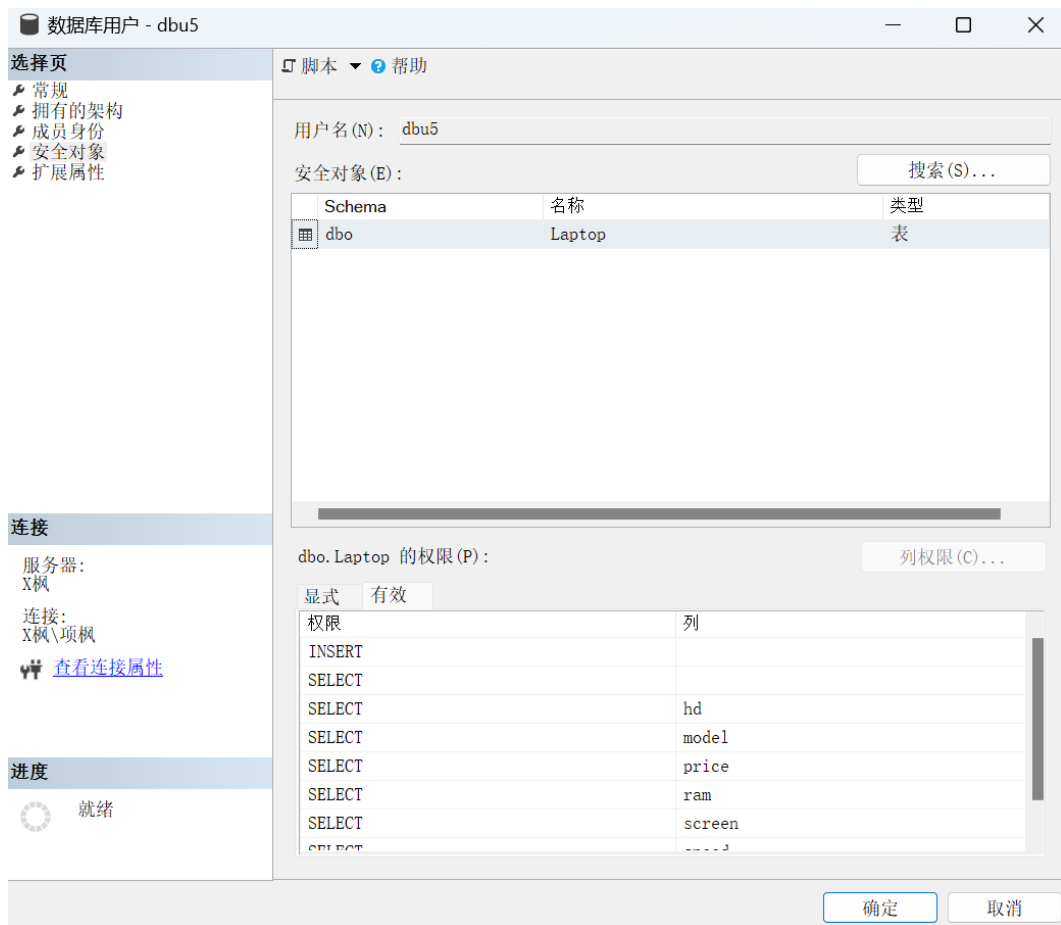 数据库用户 - dbu5
选择页
常规
拥有的架构
成员身份
安全对象
扩展属性
脚本 帮助
用户名(N): dbu5
安全对象(E): 搜索(S)...
Schema 名称 类型
dbo Laptop 表
连接
服务器:
X枫
连接:
X枫\项枫
查看连接属性
进度
就绪
dbo.Laptop 的权限(P): 列权限(C)...
显式 有效
权限 列
INSERT
SELECT
SELECT hd
SELECT model
SELECT price
SELECT ram
SELECT screen
SELECT speed
确定 取消